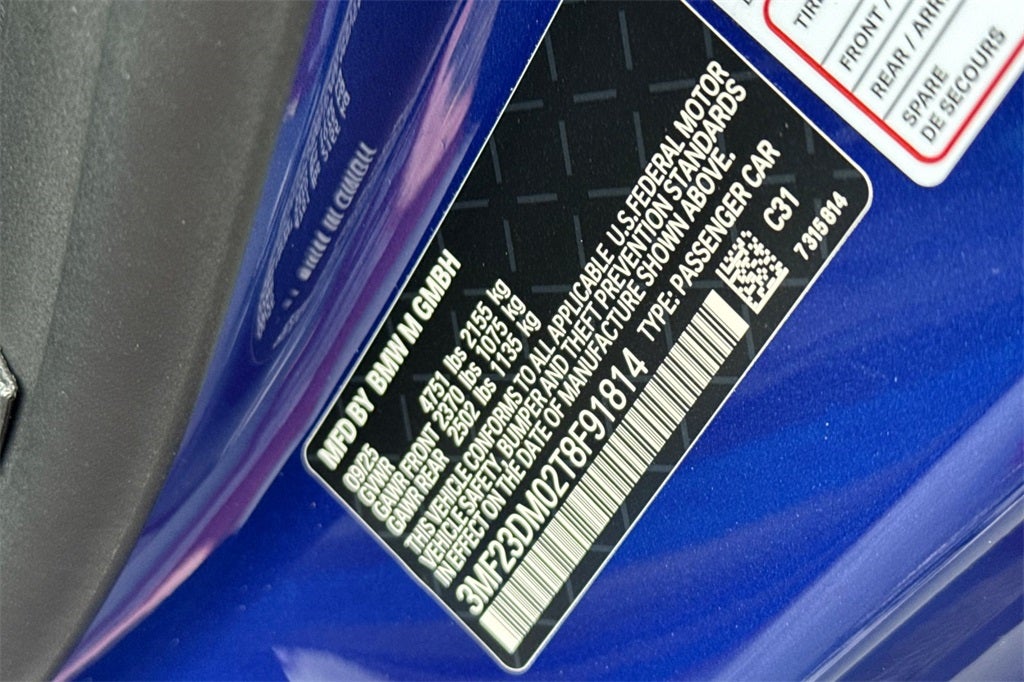 MFD BY BMW M GMBH
09/25
GVWR 4751 lbs 2155 kg
GAWR FRONT 2370 lbs 1075 kg
GAWR REAR 2502 lbs 1135 kg
THIS VEHICLE CONFORMS TO ALL APPLICABLE U.S.FEDERAL MOTOR
VEHICLE SAFETY, BUMPER AND THEFT PREVENTION STANDARDS
IN EFFECT ON THE DATE OF MANUFACTURE SHOWN ABOVE.
3MF23DM02T8F91814 TYPE: PASSENGER CAR
C31
7315814
FRONT /
REAR / ARR
SPARE
DE SECOURS